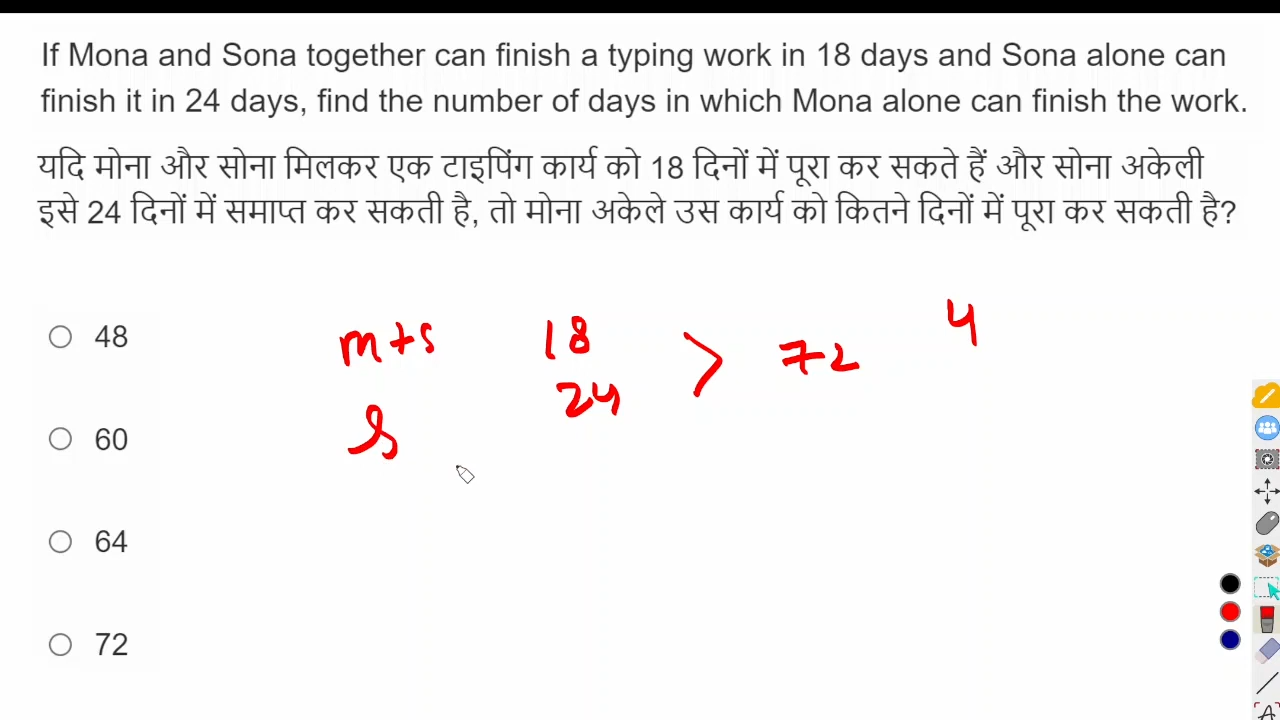 If Mona and Sona together can finish a typing work in 18 days and Sona alone can
finish it in 24 days, find the number of days in which Mona alone can finish the work.
यदि मोना और सोना मिलकर एक टाइपिंग कार्य को 18 दिनों में पूरा कर सकते हैं और सोना अकेली
इसे 24 दिनों में समाप्त कर सकती है, तो मोना अकेले उस कार्य को कितने दिनों में पूरा कर सकती है?
48
m+s 18 > 72 4
24
60
s
64
72
A